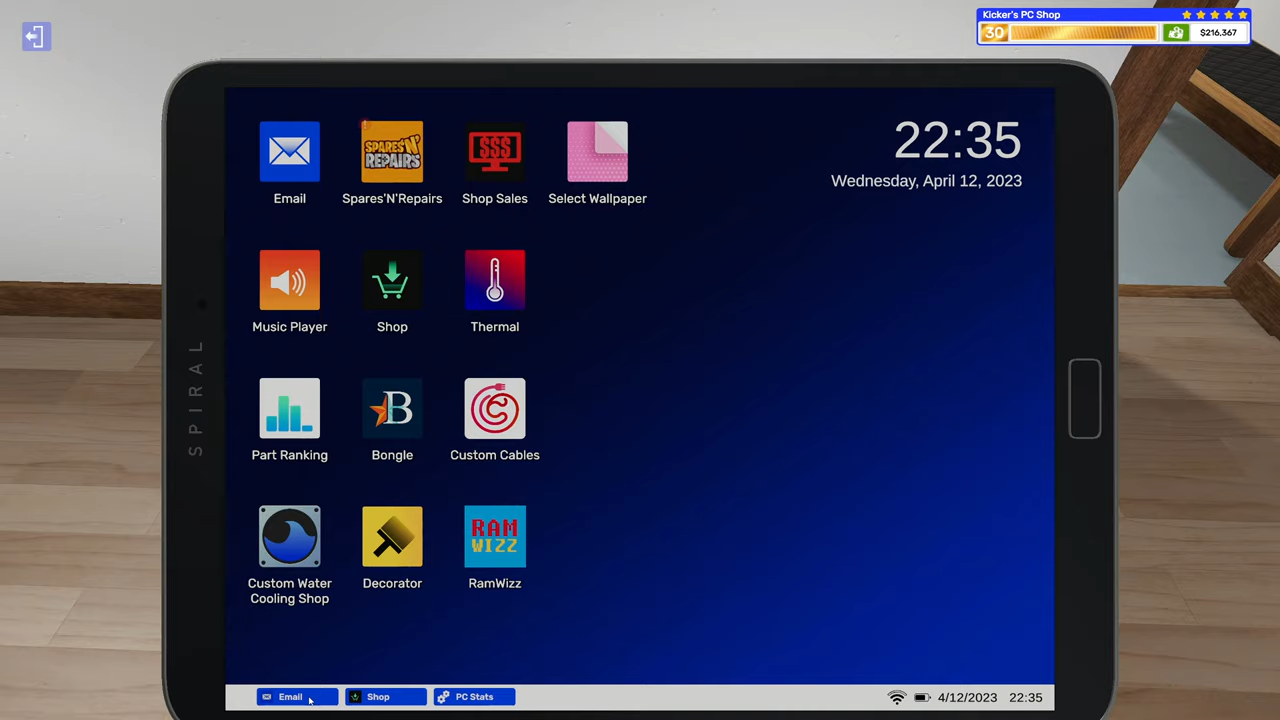 Kicker's PC Shop
30
$216,367
22:35
Wednesday, April 12, 2023
SPARES'N'REPAIRS
$$$
Email
Spares'N'Repairs
Shop Sales
Select Wallpaper
Music Player
Shop
Thermal
B
C
Part Ranking
Bongle
Custom Cables
RAM
WIZZ
Custom Water
Cooling Shop
Decorator
RamWizz
SPIRAL
Email
Shop
PC Stats
4/12/2023
22:35